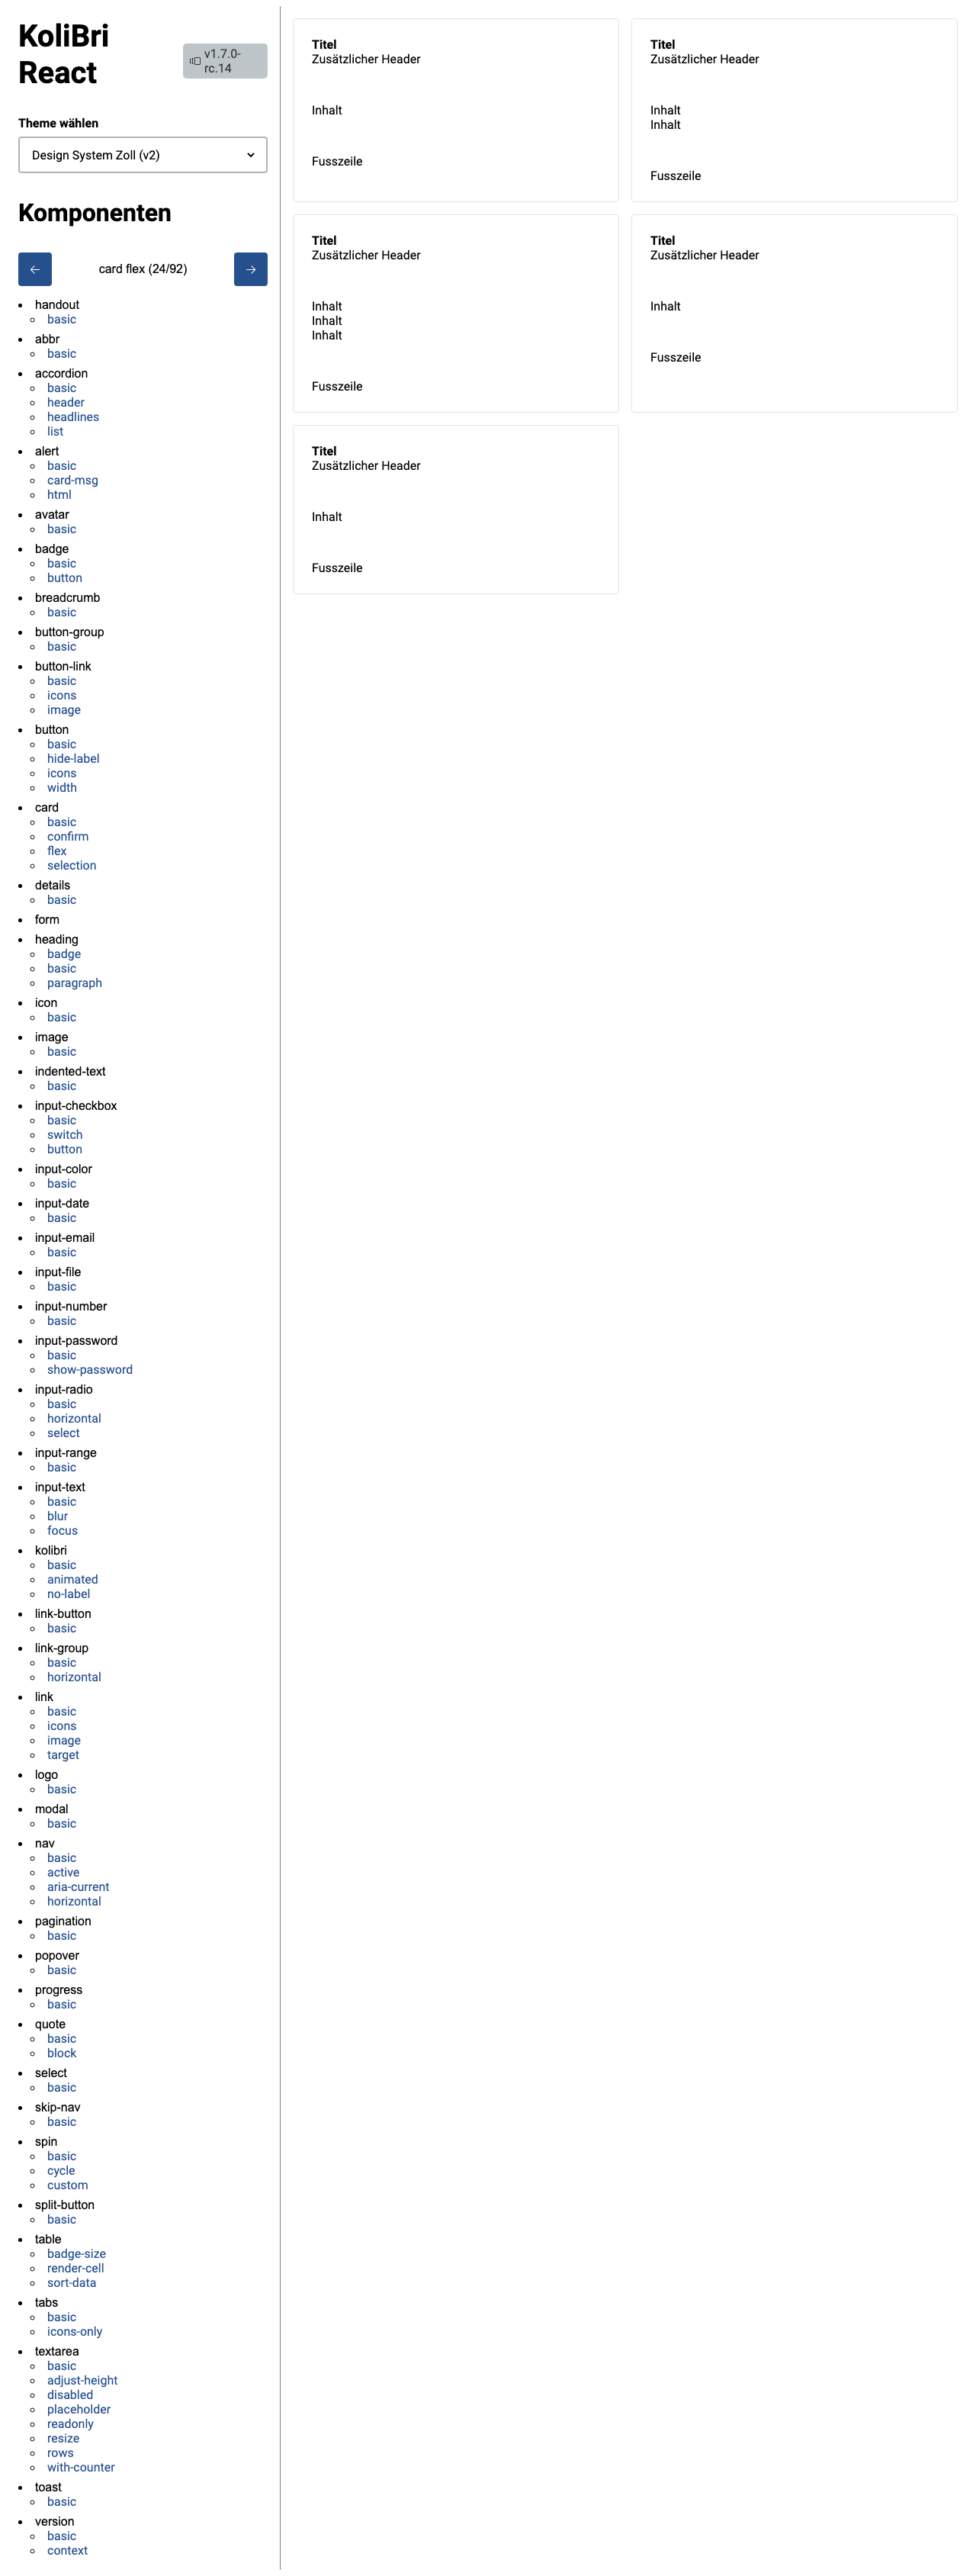 KoliBri
React
v1.7.0-
rc.14
Theme wählen
Design System Zoll (v2)
Komponenten
←
card flex (24/92)
→
handout
basic
abbr
basic
accordion
basic
header
headlines
list
alert
basic
card-msg
html
avatar
basic
badge
basic
button
breadcrumb
basic
button-group
basic
button-link
basic
icons
image
button
basic
hide-label
icons
width
card
basic
confirm
flex
selection
details
basic
form
heading
badge
basic
paragraph
icon
basic
image
basic
indented-text
basic
input-checkbox
basic
switch
button
input-color
basic
input-date
basic
input-email
basic
input-file
basic
input-number
basic
input-password
basic
show-password
input-radio
basic
horizontal
select
input-range
basic
input-text
basic
blur
focus
kolibri
basic
animated
no-label
link-button
basic
link-group
basic
horizontal
link
basic
icons
image
target
logo
basic
modal
basic
nav
basic
active
aria-current
horizontal
pagination
basic
popover
basic
progress
basic
quote
basic
block
select
basic
skip-nav
basic
spin
basic
cycle
custom
split-button
basic
table
badge-size
render-cell
sort-data
tabs
basic
icons-only
textarea
basic
adjust-height
disabled
placeholder
readonly
resize
rows
with-counter
toast
basic
version
basic
context
Titel
Zusätzlicher Header
Inhalt
Fusszeile
Titel
Zusätzlicher Header
Inhalt
Inhalt
Fusszeile
Titel
Zusätzlicher Header
Inhalt
Inhalt
Inhalt
Fusszeile
Titel
Zusätzlicher Header
Inhalt
Fusszeile
Titel
Zusätzlicher Header
Inhalt
Fusszeile